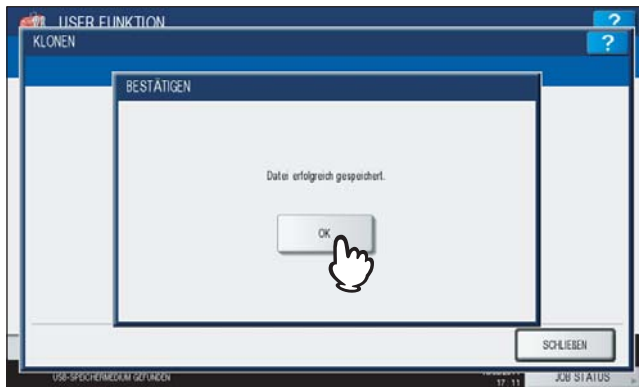 USER FUNKTION
?
KLONEN
?
BESTÄTIGEN
Datei erfolgreich gespeichert.
OK
SCHLIEßEN
USB-SPEICHERMEDIUM GEFUNDEN
17:11
JOB STATUS